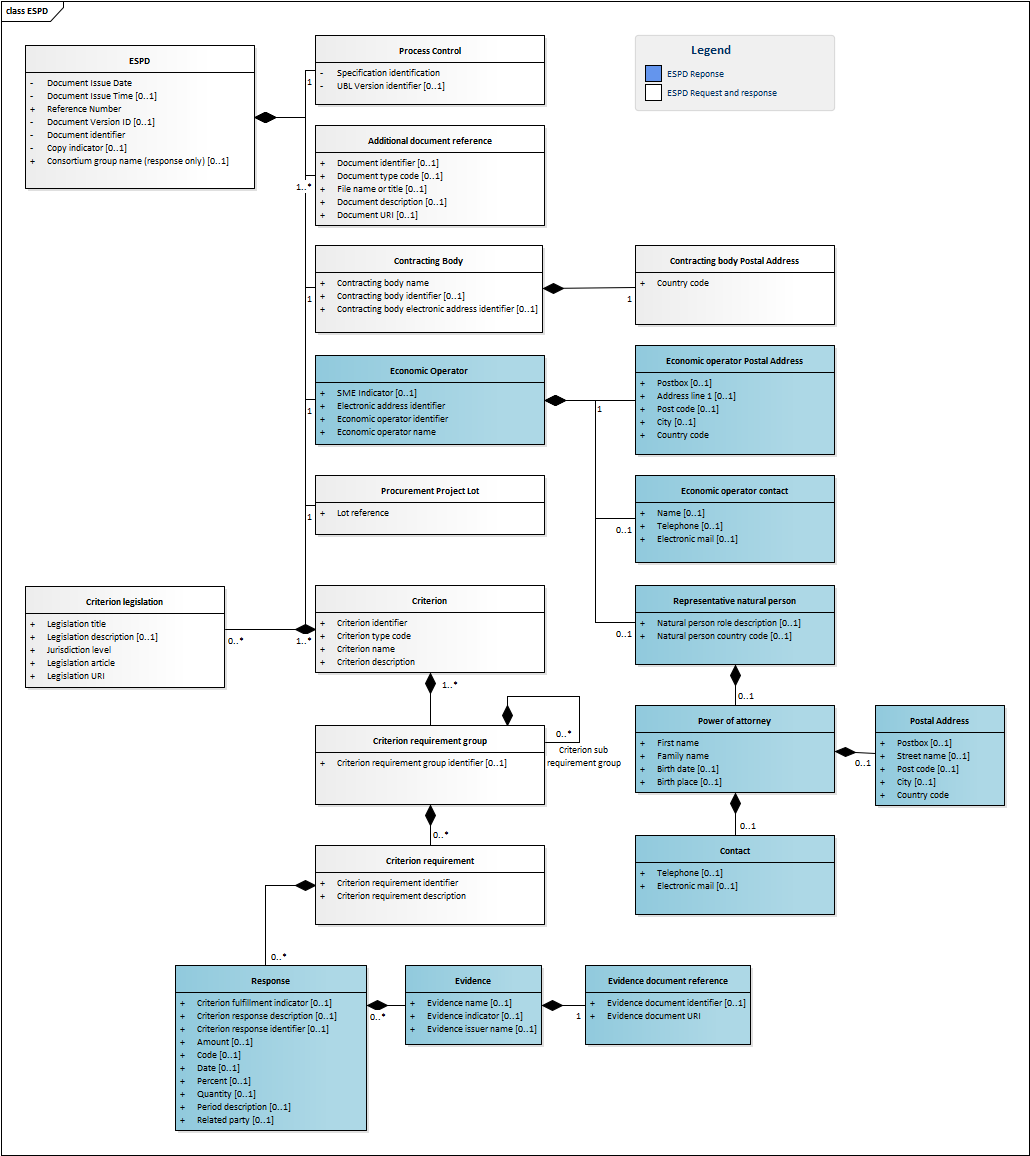 class ESPD
ESPD
- Document Issue Date
- Document Issue Time [0..1]
+ Reference Number
- Document Version ID [0..1]
- Document identifier
- Copy indicator [0..1]
+ Consortium group name (response only) [0..1]
Process Control
- Specification identification
- UBL Version identifier [0..1]
1
Legend
ESPD Reponse
ESPD Request and response
Additional document reference
+ Document identifier [0..1]
+ Document type code [0..1]
+ File name or title [0..1]
+ Document description [0..1]
+ Document URI [0..1]
1..*
Contracting Body
+ Contracting body name
+ Contracting body identifier [0..1]
+ Contracting body electronic address identifier [0..1]
1
Contracting body Postal Address
+ Country code
1
Economic Operator
+ SME Indicator [0..1]
+ Electronic address identifier
+ Economic operator identifier
+ Economic operator name
1
Economic operator Postal Address
+ Postbox [0..1]
+ Address line 1 [0..1]
+ Post code [0..1]
+ City [0..1]
+ Country code
1
Procurement Project Lot
+ Lot reference
1
Economic operator contact
+ Name [0..1]
+ Telephone [0..1]
+ Electronic mail [0..1]
0..1
Criterion legislation
+ Legislation title
+ Legislation description [0..1]
+ Jurisdiction level
+ Legislation article
+ Legislation URI
0..*
1..*
Criterion
+ Criterion identifier
+ Criterion type code
+ Criterion name
+ Criterion description
1..*
Representative natural person
+ Natural person role description [0..1]
+ Natural person country code [0..1]
0..1
0..1
Criterion requirement group
+ Criterion requirement group identifier [0..1]
0..*
Criterion sub
requirement group
0..*
Power of attorney
+ First name
+ Family name
+ Birth date [0..1]
+ Birth place [0..1]
0..1
Postal Address
+ Postbox [0..1]
+ Street name [0..1]
+ Post code [0..1]
+ City [0..1]
+ Country code
0..1
Criterion requirement
+ Criterion requirement identifier
+ Criterion requirement description
0..*
Contact
+ Telephone [0..1]
+ Electronic mail [0..1]
Response
+ Criterion fulfillment indicator [0..1]
+ Criterion response description [0..1]
+ Criterion response identifier [0..1]
+ Amount [0..1]
+ Code [0..1]
+ Date [0..1]
+ Percent [0..1]
+ Quantity [0..1]
+ Period description [0..1]
+ Related party [0..1]
0..*
Evidence
+ Evidence name [0..1]
+ Evidence indicator [0..1]
+ Evidence issuer name [0..1]
1
Evidence document reference
+ Evidence document identifier [0..1]
+ Evidence document URI